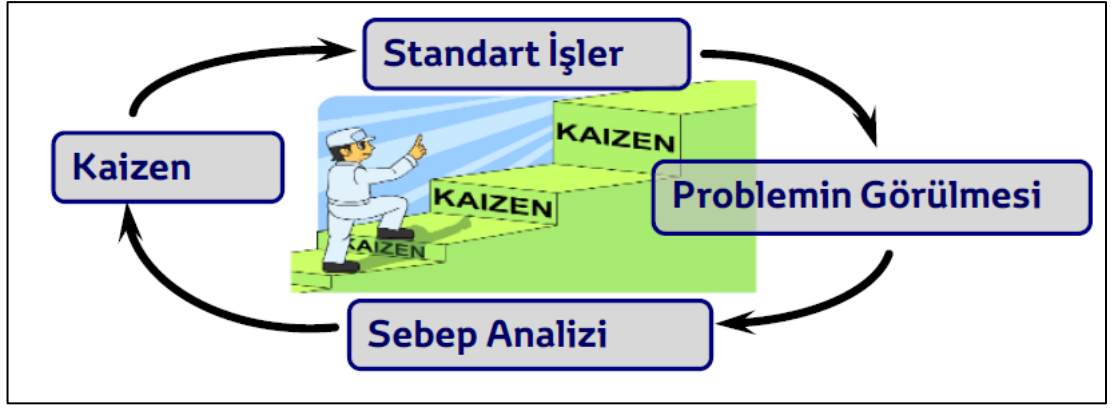 Standart İşler
Kaizen
Problemin Görülmesi
Sebep Analizi
KAIZEN
KAIZEN
KAIZEN